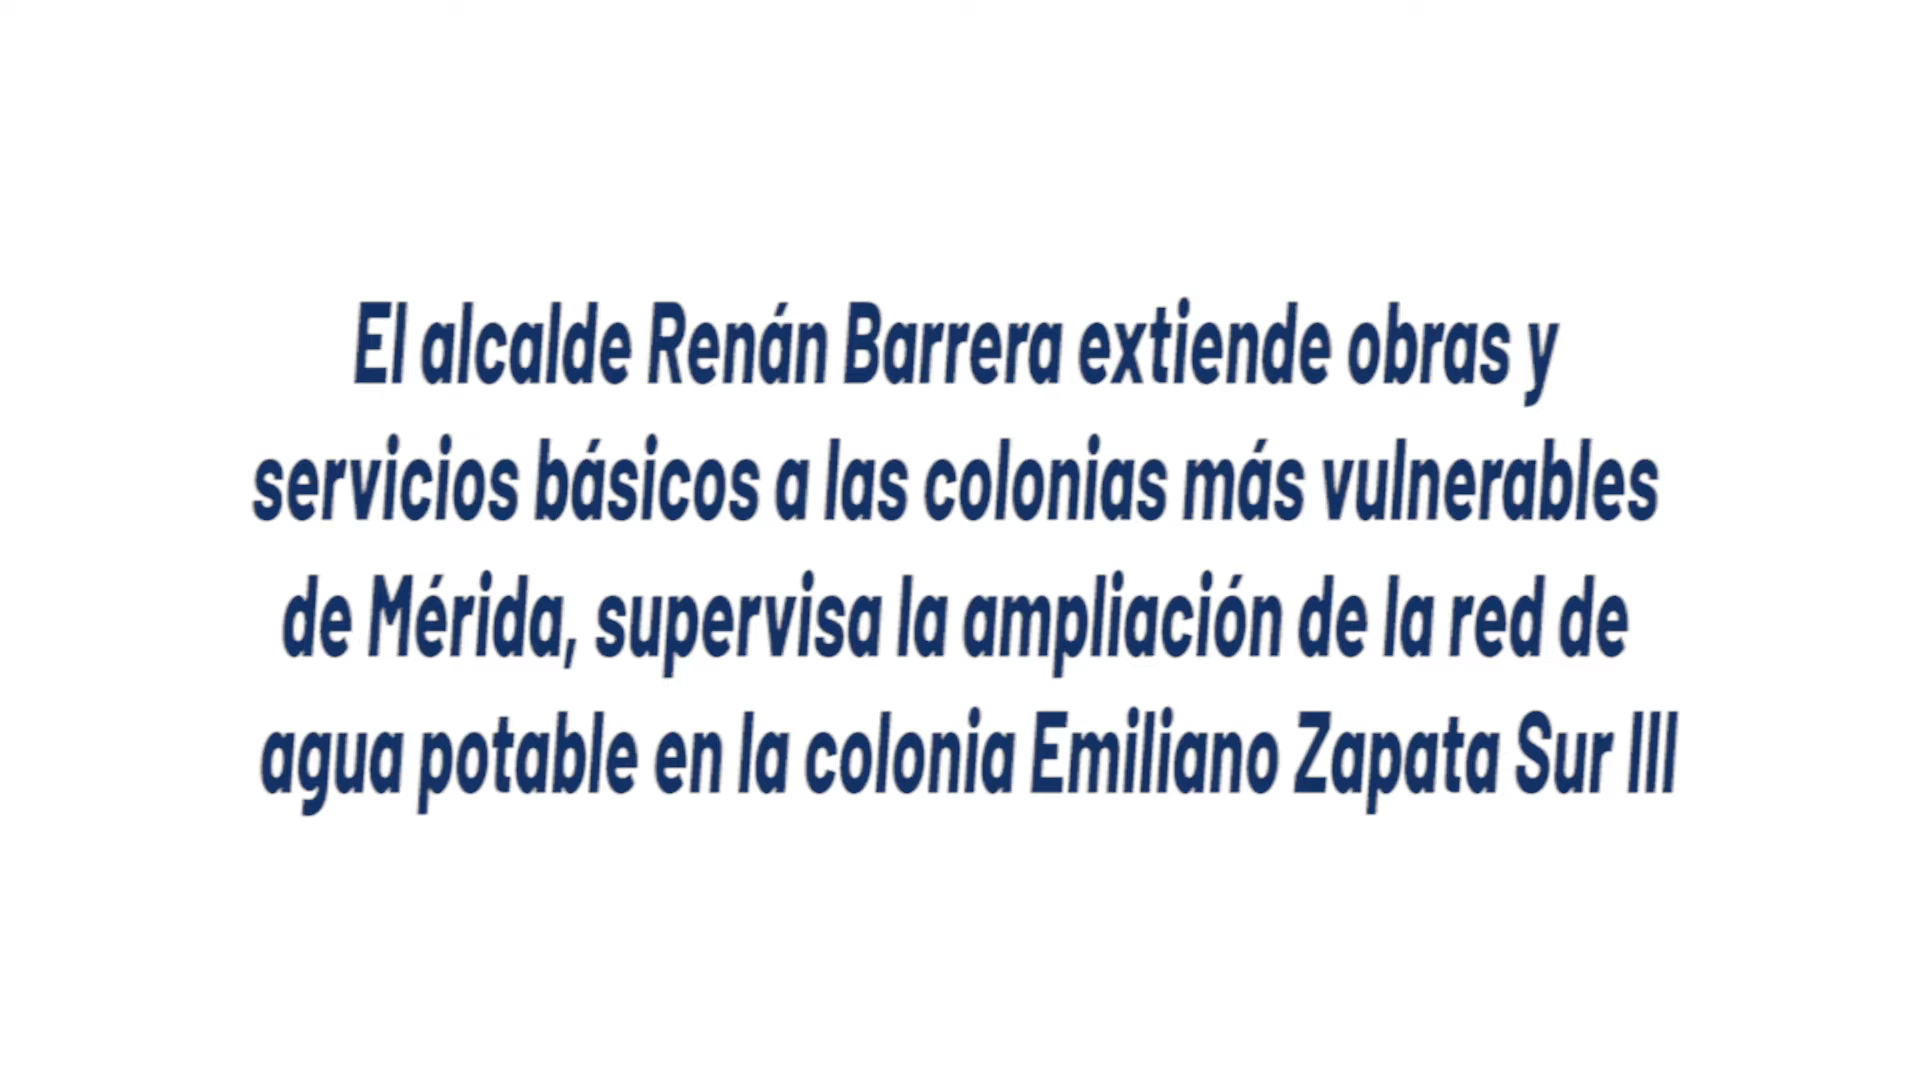 El alcalde Renán Barrera extiende obras y
servicios básicos a las colonias más vulnerables
de Mérida, supervisa la ampliación de la red de
agua potable en la colonia Emiliano Zapata Sur III